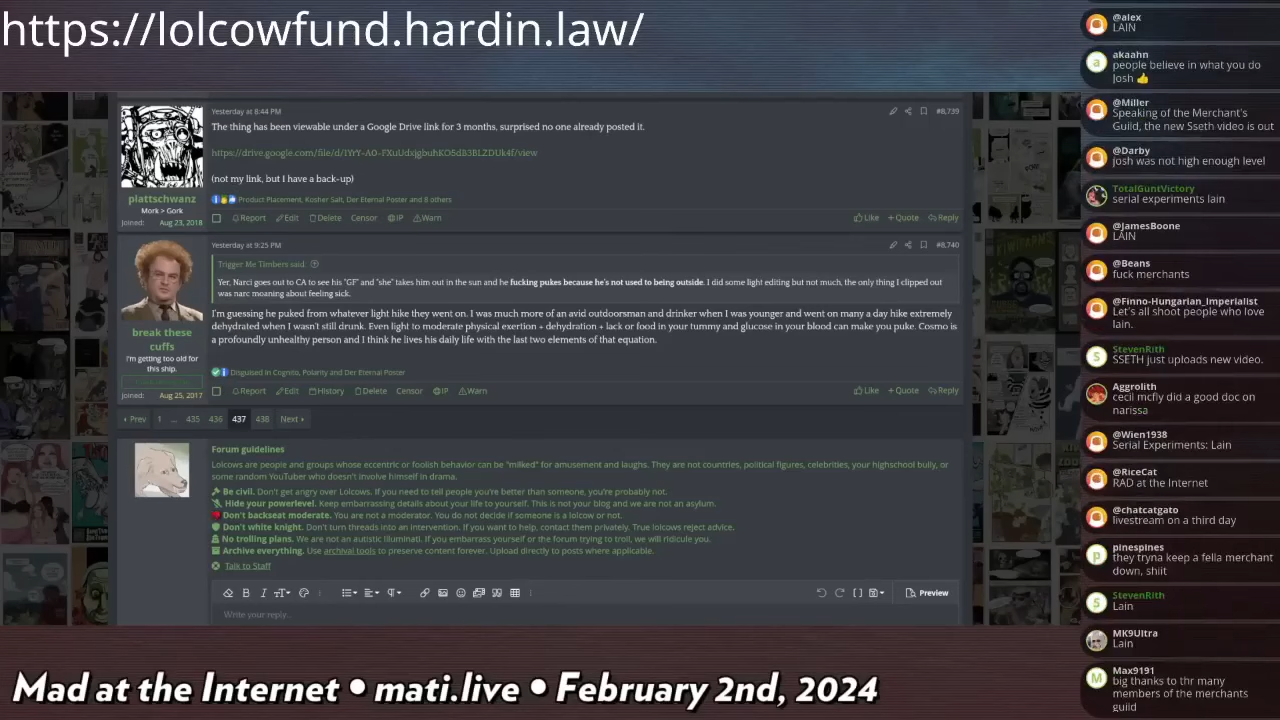 https://lolcowfund.hardin.law/
Yesterday at 8:44 PM
#8,739
The thing has been viewable under a Google Drive link for 3 months, surprised no one already posted it.
(not my link, but I have a back-up)
plattschwanz
Mork > Gork
Joined: Aug 23, 2018
Product Placement, Kosher Salt, Der Eternal Poster and 8 others
Report Edit Delete Censor IP Warn
Like + Quote Reply
Yesterday at 9:25 PM
#8,740
Trigger Me Timbers said:
Yer, Narci goes out to CA to see his "GF" and "she" takes him out in the sun and he fucking pukes because he's not used to being outside. I did some light editing but not much, the only thing I clipped out
was narc moaning about feeling sick.
I'm guessing he puked from whatever light hike they went on. I was much more of an avid outdoorsman and drinker when I was younger and went on many a day hike extremely
dehydrated when I wasn't still drunk. Even light to moderate physical exertion + dehydration + lack or food in your tummy and glucose in your blood can make you puke. Cosmo is
a profoundly unhealthy person and I think he lives his daily life with the last two elements of that equation.
break these
cuffs
I'm getting too old for
this ship.
Joined: Aug 25, 2017
Disguised in Cognito, Polarity and Der Eternal Poster
Report Edit History Delete Censor IP Warn
Like + Quote Reply
Prev 1 ... 435 436 437 438 Next
Forum guidelines
Lolcows are people and groups whose eccentric or foolish behavior can be "milked" for amusement and laughs. They are not countries, political figures, celebrities, your highschool bully, or
some random YouTuber who doesn't involve himself in drama.
Be civil. Don't get angry over Lolcows. If you need to tell people you're better than someone, you're probably not.
Hide your powerlevel. Keep embarrassing details about your life to yourself. This is not your blog and we are not an asylum.
Don't backseat moderate. You are not a moderator. You do not decide if someone is a lolcow or not.
Don't white knight. Don't turn threads into an intervention. If you want to help, contact them privately. True lolcows reject advice.
No trolling plans. We are not an autistic illuminati. If you embarrass yourself or the forum trying to troll, we will ridicule you.
Archive everything. Use archival tools to preserve content forever. Upload directly to posts where applicable.
Talk to Staff
Preview
Write your reply...
Mad at the Internet • mati.live • February 2nd, 2024
@alex
LAIN
akaahn
people believe in what you do
Josh 👍
@Miller
Speaking of the Merchant's
Guild, the new Sseth video is out
@Darby
josh was not high enough level
TotalGuntVictory
serial experiments lain
@JamesBoone
LAIN
@Beans
fuck merchants
@Finno-Hungarian_Imperialist
Let's all shoot people who love
lain.
StevenRith
SSETH just uploads new video.
Aggrolith
cecil mcfly did a good doc on
narissa
@Wien1938
Serial Experiments: Lain
@RiceCat
RAD at the Internet
@chatcatgato
livestream on a third day
pinespines
they tryna keep a fella merchant
down, shiit
StevenRith
Lain
MK9Ultra
Lain
Max9191
big thanks to thr many
members of the merchants
guild